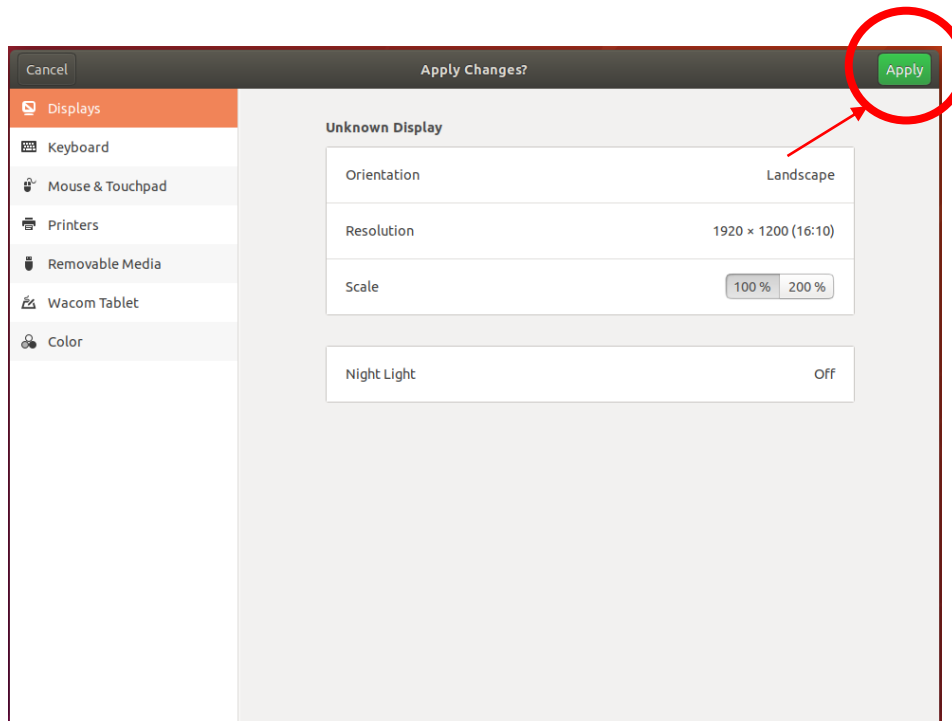 Cancel Apply Changes? Apply
Displays
Keyboard
Mouse & Touchpad
Printers
Removable Media
Wacom Tablet
Color
Unknown Display
Orientation Landscape
Resolution 1920 × 1200 (16:10)
Scale 100 % 200 %
Night Light Off